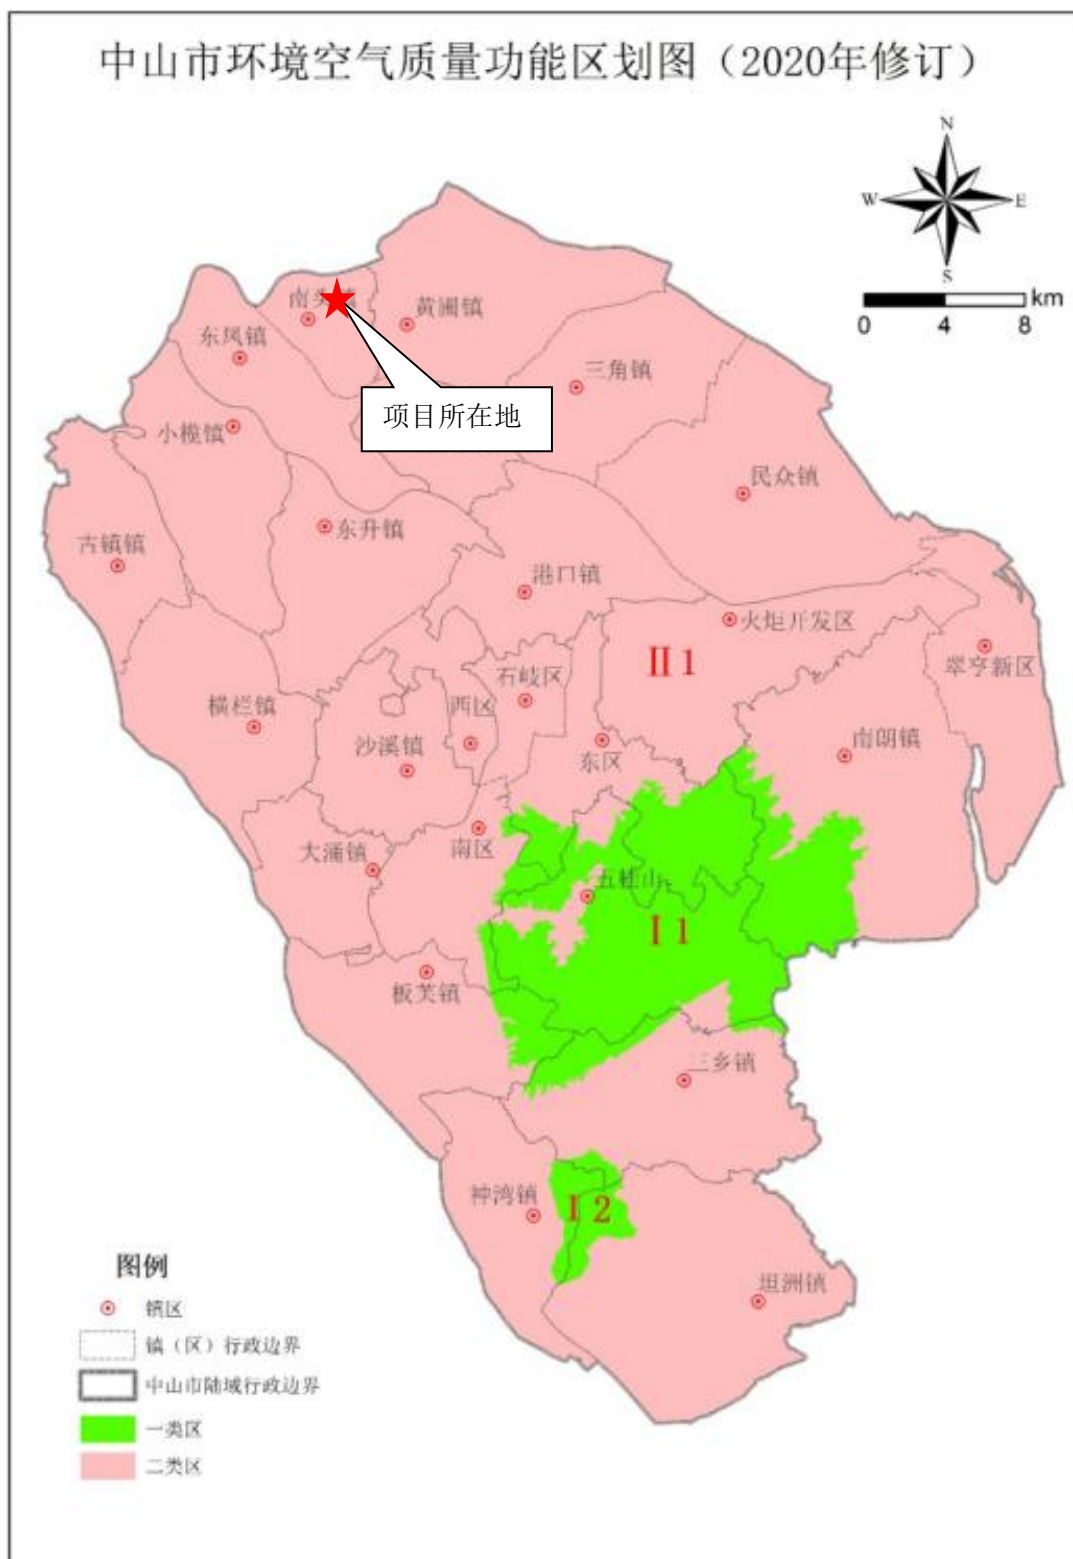 中山市环境空气质量功能区划图（2020年修订）
N
W
E
S
km
0
4
8
南头镇
黄圃镇
东凤镇
三角镇
项目所在地
小榄镇
民众镇
东升镇
古镇镇
港口镇
火炬开发区
翠亨新区
Ⅱ1
石岐区
横栏镇
西区
南朗镇
沙溪镇
东区
南区
大涌镇
五桂山
Ⅰ1
板芙镇
三乡镇
神湾镇
Ⅰ2
坦洲镇
图例
镇区
镇（区）行政边界
中山市陆域行政边界
一类区
二类区